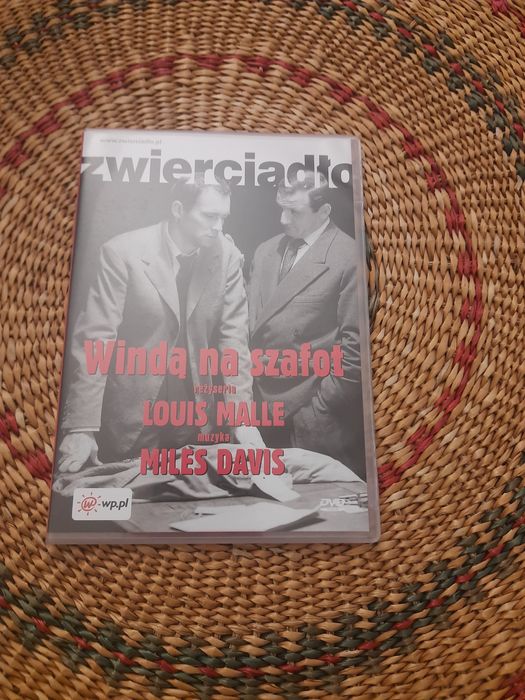 www.zwierciadlo.pl
zwierciadło
Windą na szafot
reżyseria
LOUIS MALLE
muzyka
MILES DAVIS
w wp.pl
DVD